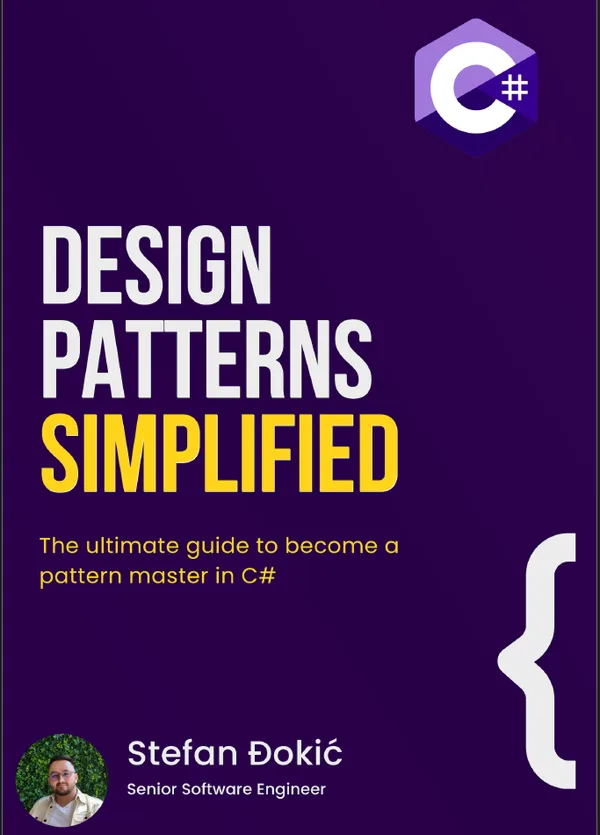 C#
DESIGN
PATTERNS
SIMPLIFIED
The ultimate guide to become a
pattern master in C#
{
Stefan Đokić
Senior Software Engineer